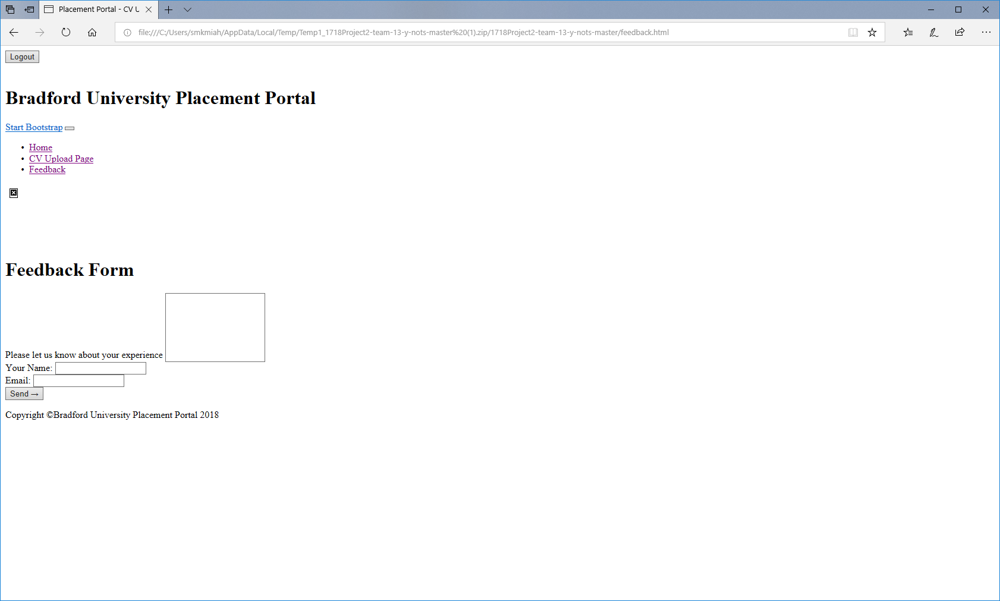 Placement Portal - CV U
file:///C:/Users/smkmiah/AppData/Local/Temp/Temp1_1718Project2-team-13-y-nots-master%20(1).zip/1718Project2-team-13-y-nots-master/feedback.html
Logout
Bradford University Placement Portal
Start Bootstrap
• Home
• CV Upload Page
• Feedback
Feedback Form
Please let us know about your experience
Your Name:
Email:
Send →
Copyright ©Bradford University Placement Portal 2018